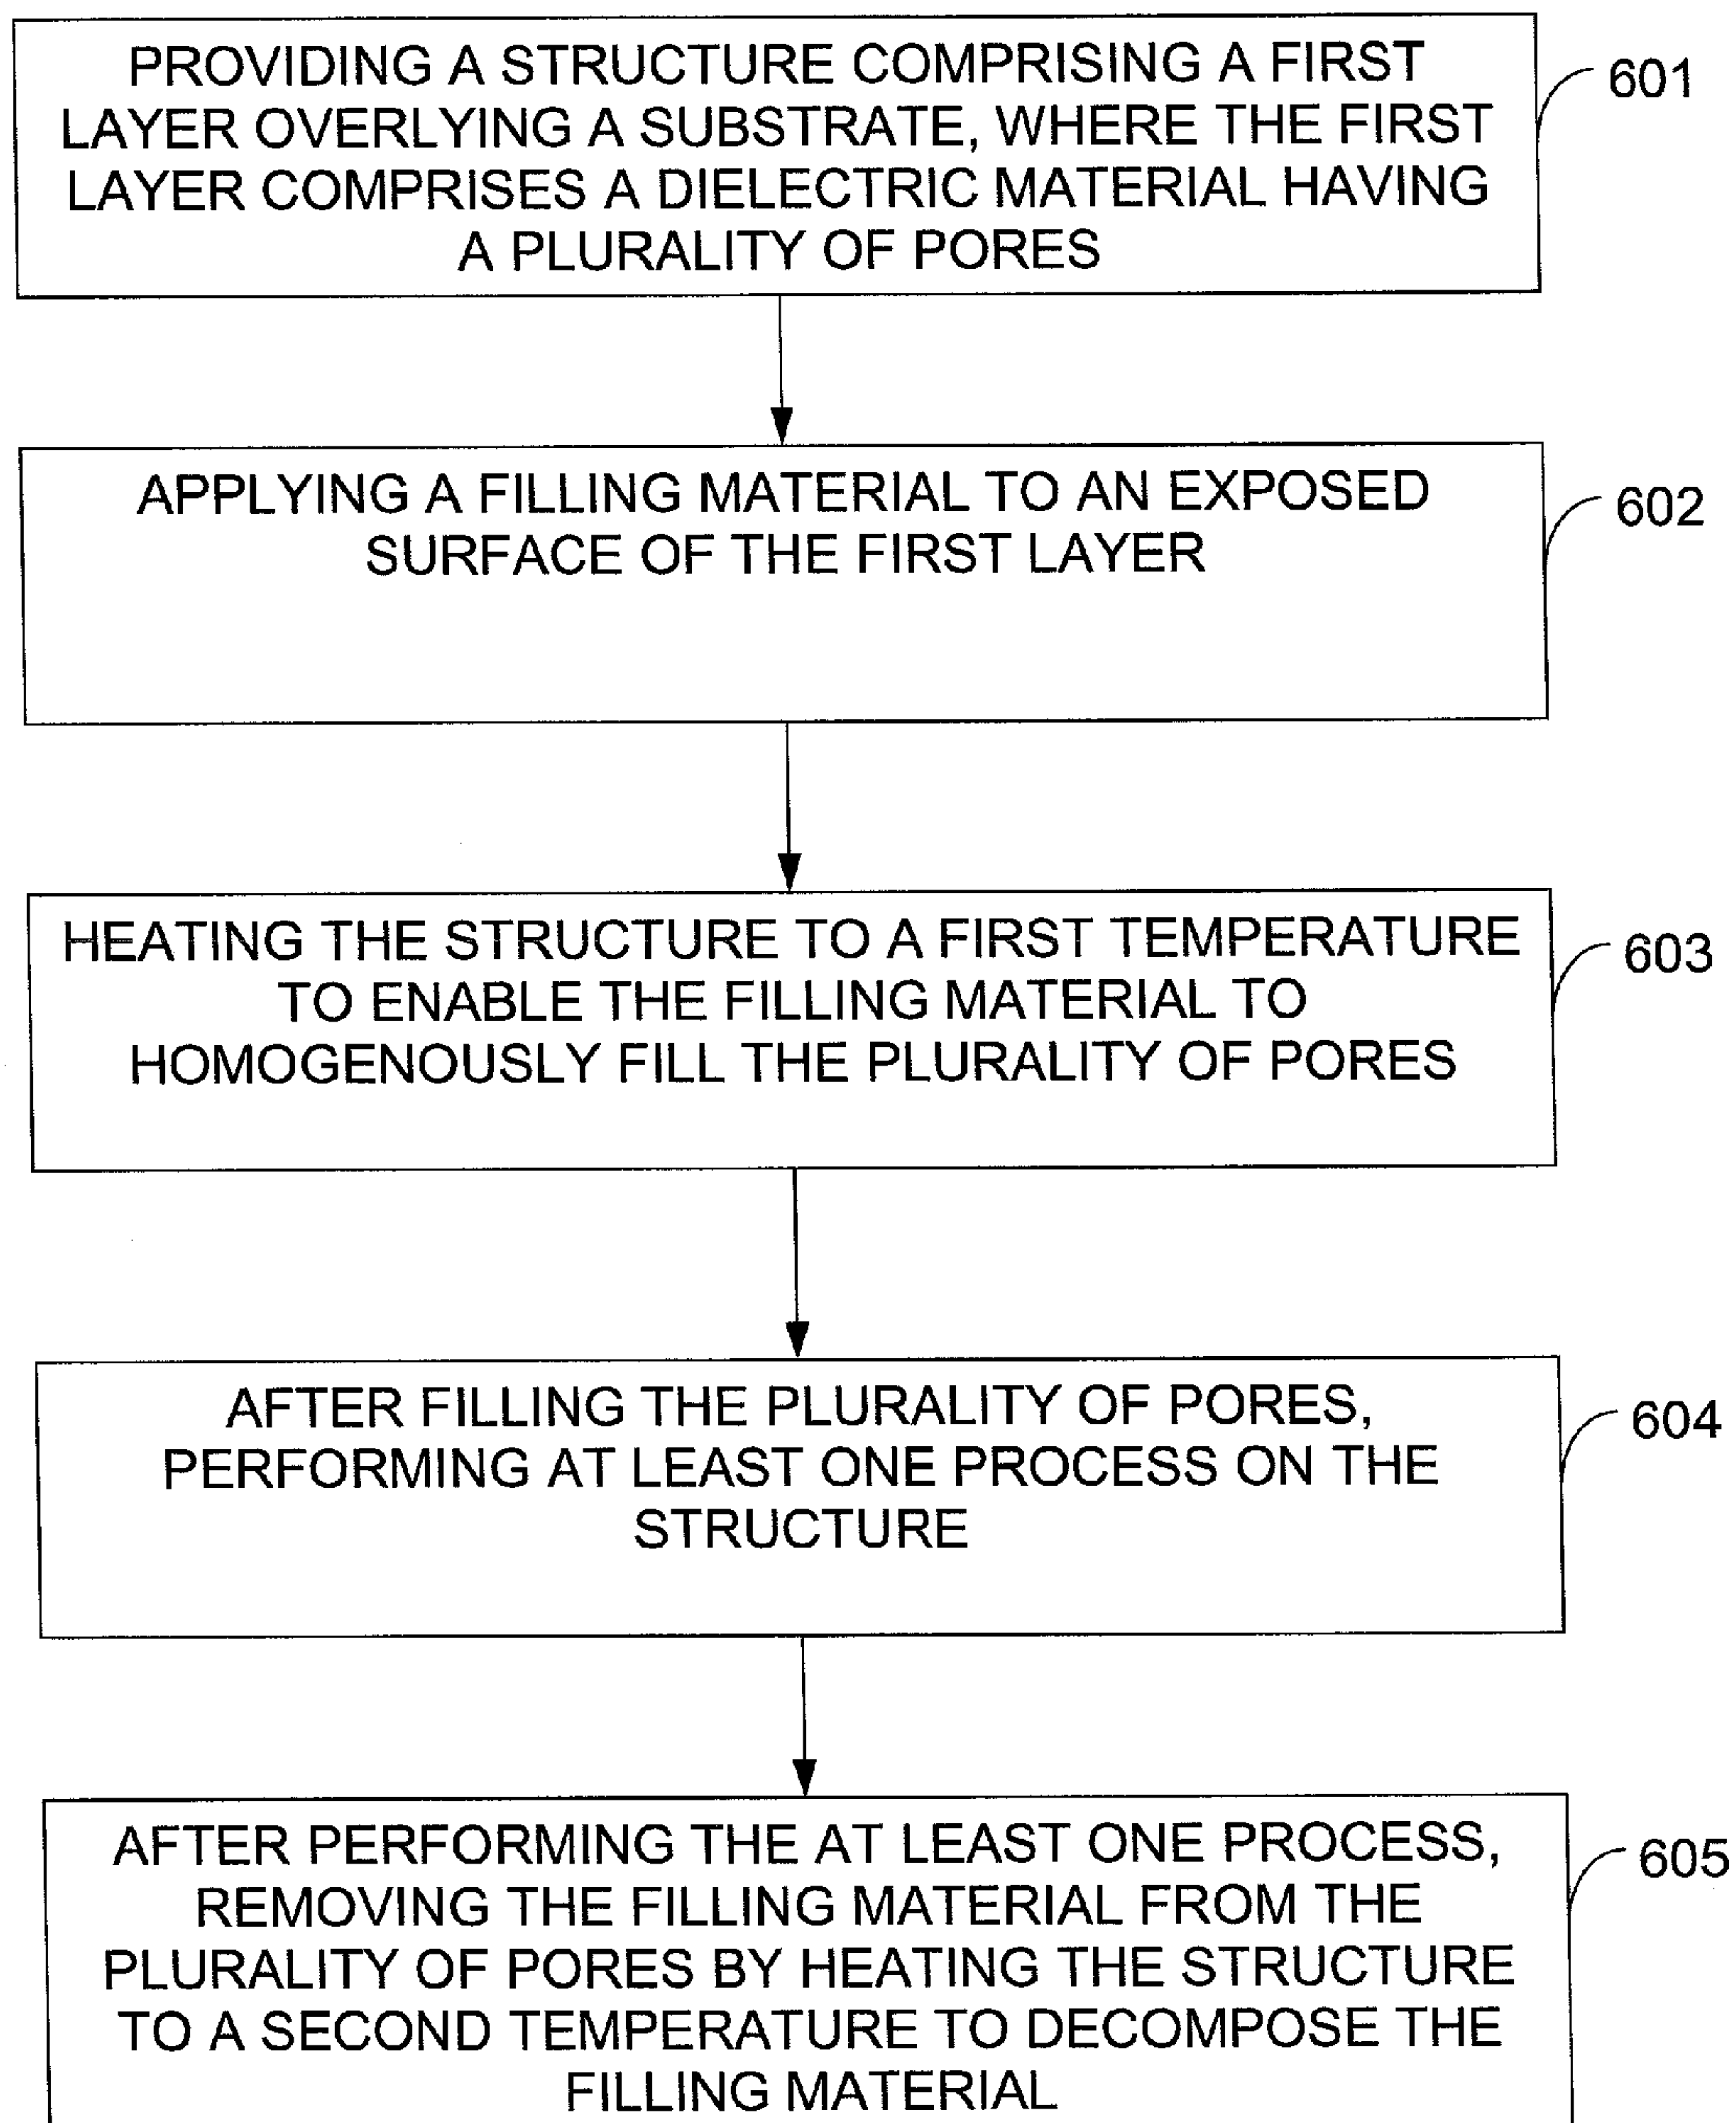 PROVIDING A STRUCTURE COMPRISING A FIRST
LAYER OVERLYING A SUBSTRATE, WHERE THE FIRST
LAYER COMPRISES A DIELECTRIC MATERIAL HAVING
A PLURALITY OF PORES
601
APPLYING A FILLING MATERIAL TO AN EXPOSED
SURFACE OF THE FIRST LAYER
602
HEATING THE STRUCTURE TO A FIRST TEMPERATURE
TO ENABLE THE FILLING MATERIAL TO
HOMOGENOUSLY FILL THE PLURALITY OF PORES
603
AFTER FILLING THE PLURALITY OF PORES,
PERFORMING AT LEAST ONE PROCESS ON THE
STRUCTURE
604
AFTER PERFORMING THE AT LEAST ONE PROCESS,
REMOVING THE FILLING MATERIAL FROM THE
PLURALITY OF PORES BY HEATING THE STRUCTURE
TO A SECOND TEMPERATURE TO DECOMPOSE THE
FILLING MATERIAL
605